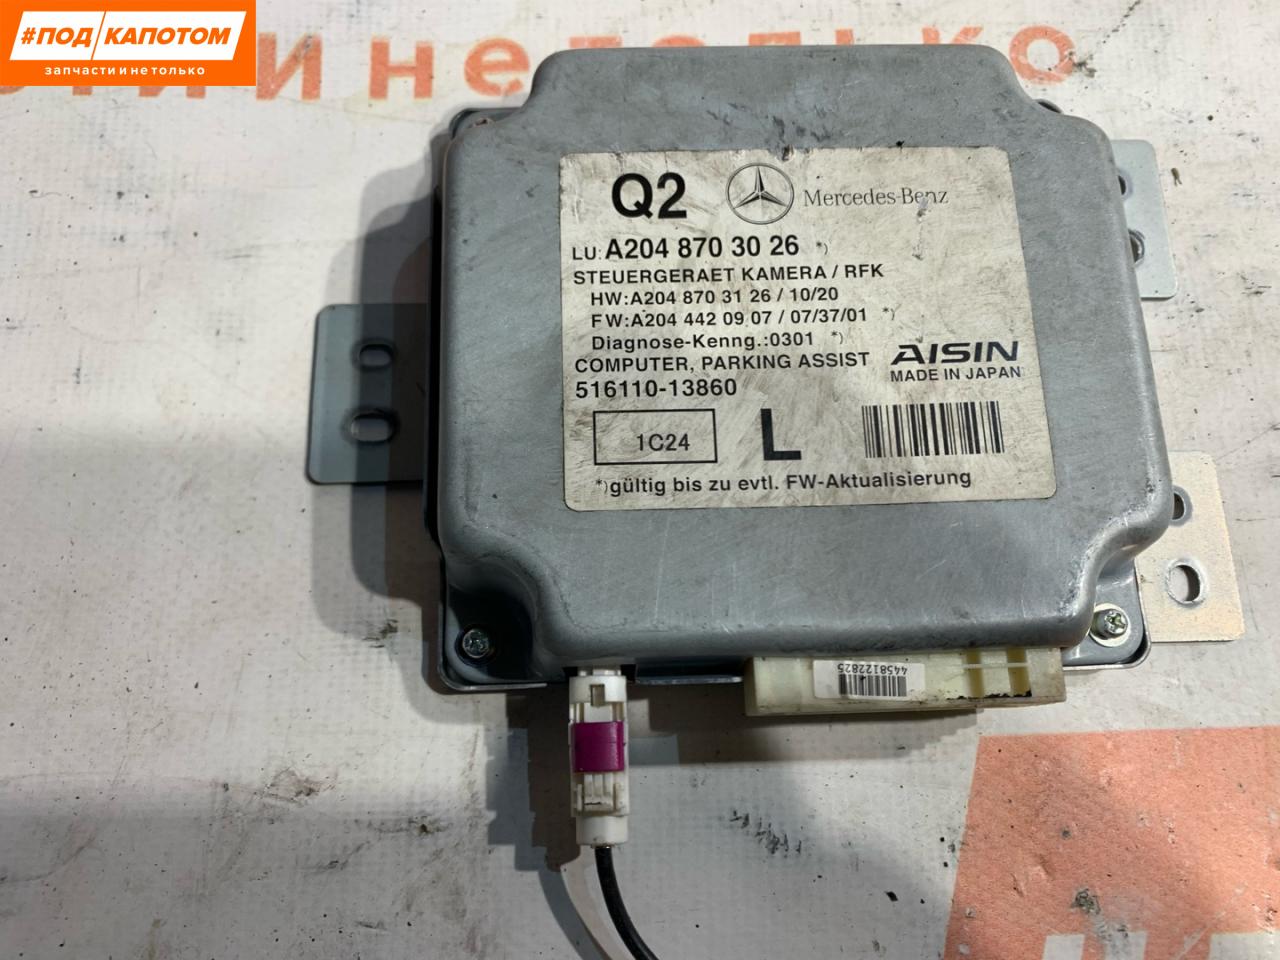 #ПОД КАПОТОМ
запчасти и не только
ти и нетолько
Q2 Mercedes-Benz
LU: A204 870 30 26 *)
STEUERGERAET KAMERA / RFK
HW:A204 870 31 26 / 10/20
FW:A204 442 09 07 / 07/37/01 *)
Diagnose-Kenng.:0301 *)
COMPUTER, PARKING ASSIST
AISIN
MADE IN JAPAN
516110-13860
1C24
L
*)gültig bis zu evtl. FW-Aktualisierung
4458122825